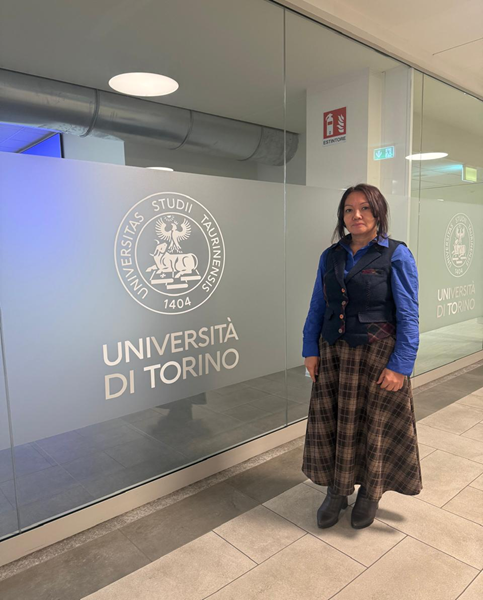 ESTINTORE
UNIVERSITAS STUDII TAURINENSIS
1404
UNIVERSITÀ
DI TORINO
UNIVERSITÀ
DI TORINO